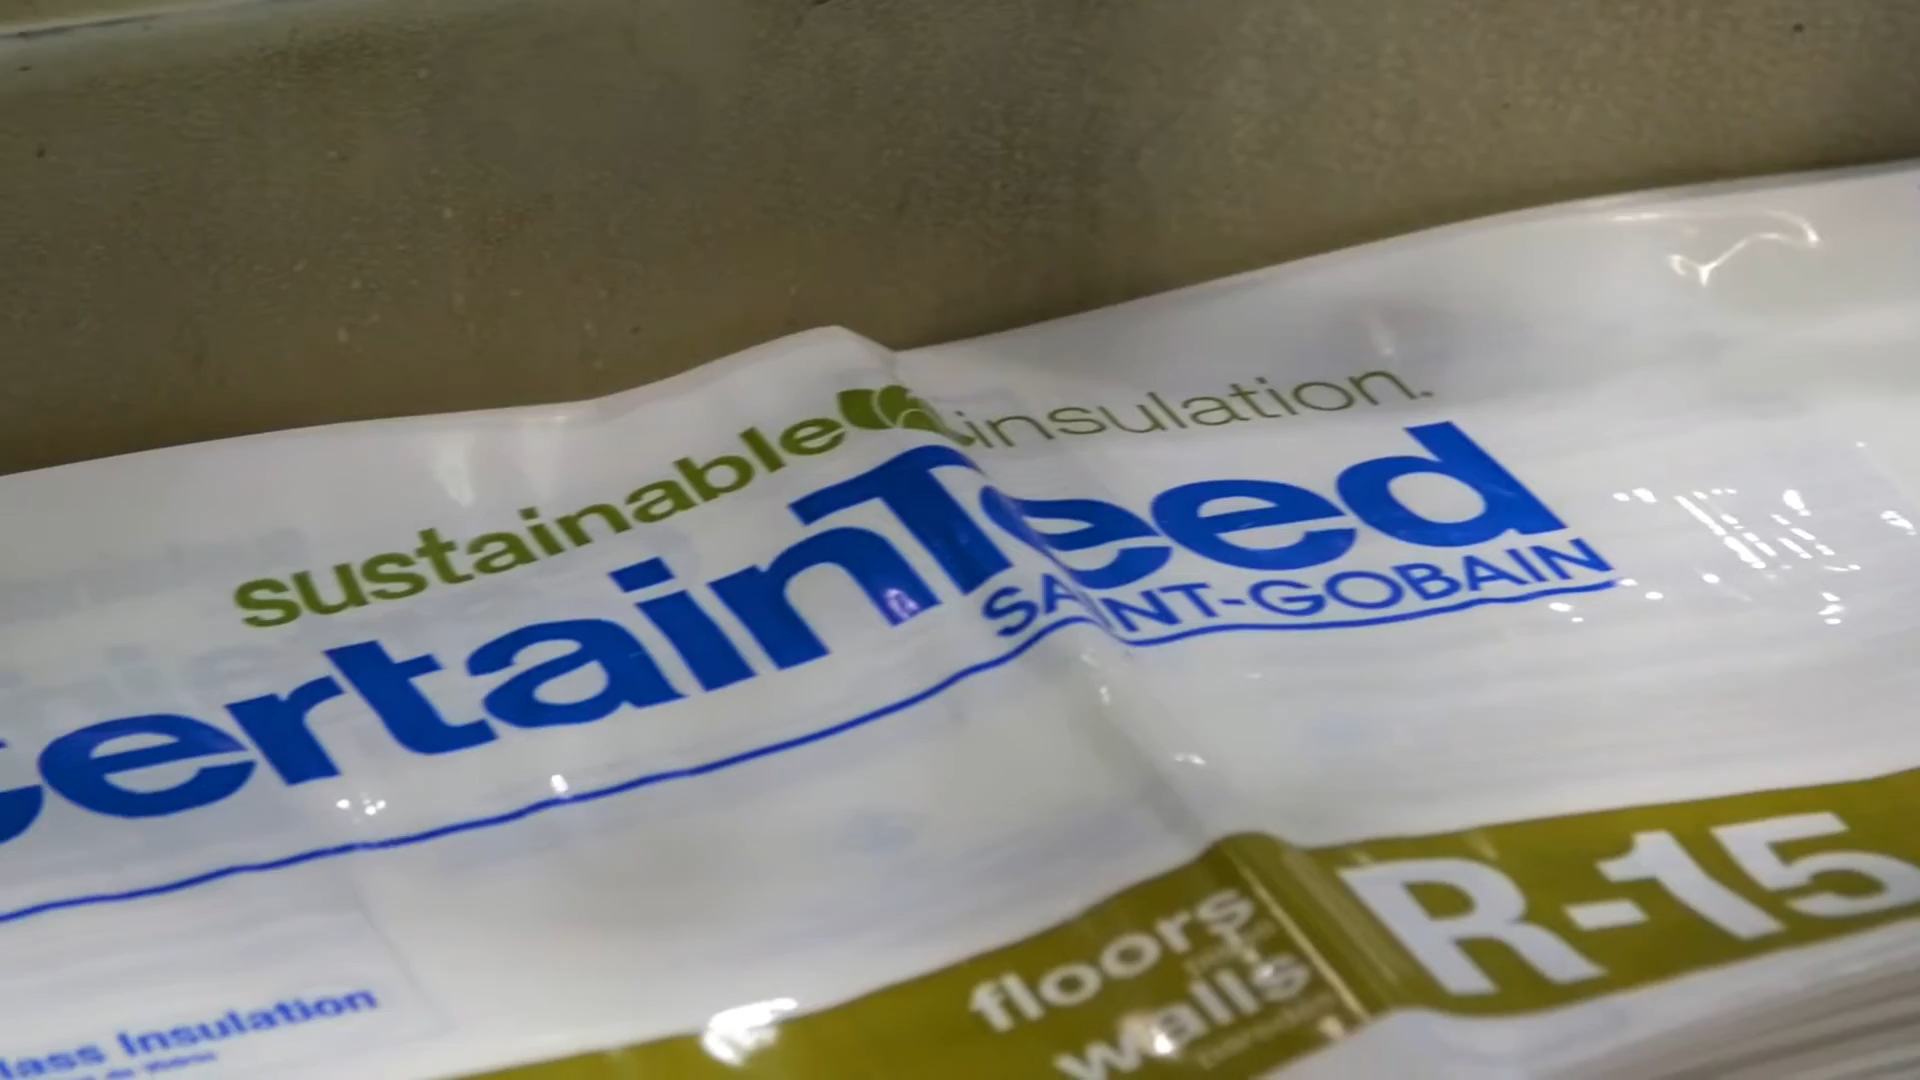 sustainable insulation.
certainTeed
SAINT-GOBAIN
R-15
floors
walls
lass Insulation